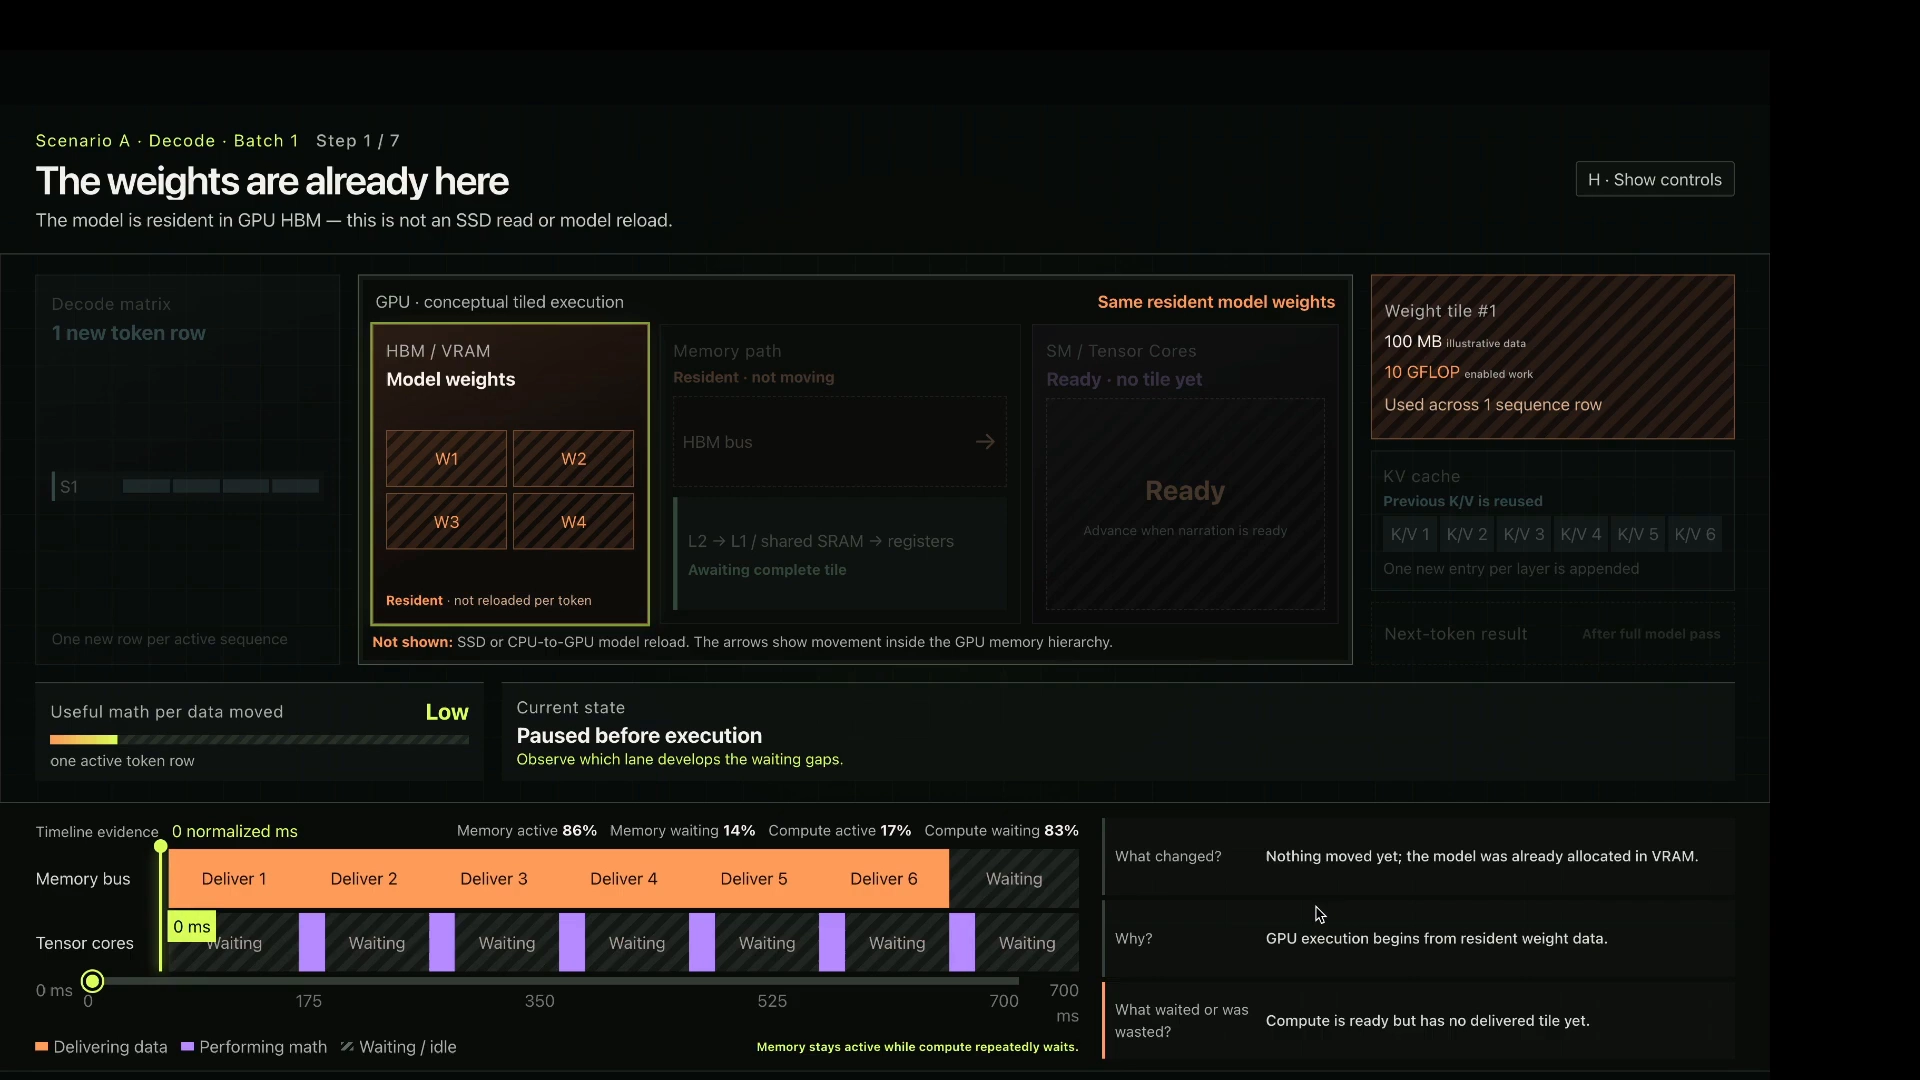 Scenario A · Decode · Batch 1 Step 1 / 7
The weights are already here
The model is resident in GPU HBM — this is not an SSD read or model reload.
H · Show controls
Decode matrix
1 new token row
S1
One new row per active sequence
GPU · conceptual tiled execution
Same resident model weights
HBM / VRAM
Model weights
W1
W2
W3
W4
Resident · not reloaded per token
Memory path
Resident · not moving
HBM bus →
L2 → L1 / shared SRAM → registers
Awaiting complete tile
SM / Tensor Cores
Ready · no tile yet
Ready
Advance when narration is ready
Not shown: SSD or CPU-to-GPU model reload. The arrows show movement inside the GPU memory hierarchy.
Weight tile #1
100 MB illustrative data
10 GFLOP enabled work
Used across 1 sequence row
KV cache
Previous K/V is reused
K/V 1 K/V 2 K/V 3 K/V 4 K/V 5 K/V 6
One new entry per layer is appended
Next-token result After full model pass
Useful math per data moved Low
one active token row
Current state
Paused before execution
Observe which lane develops the waiting gaps.
Timeline evidence 0 normalized ms Memory active 86% Memory waiting 14% Compute active 17% Compute waiting 83%
Memory bus Deliver 1 Deliver 2 Deliver 3 Deliver 4 Deliver 5 Deliver 6 Waiting
0 ms
Tensor cores Waiting Waiting Waiting Waiting Waiting Waiting Waiting
0 ms 0 175 350 525 700 700 ms
Delivering data Performing math Waiting / idle
Memory stays active while compute repeatedly waits.
What changed? Nothing moved yet; the model was already allocated in VRAM.
Why? GPU execution begins from resident weight data.
What waited or was wasted? Compute is ready but has no delivered tile yet.